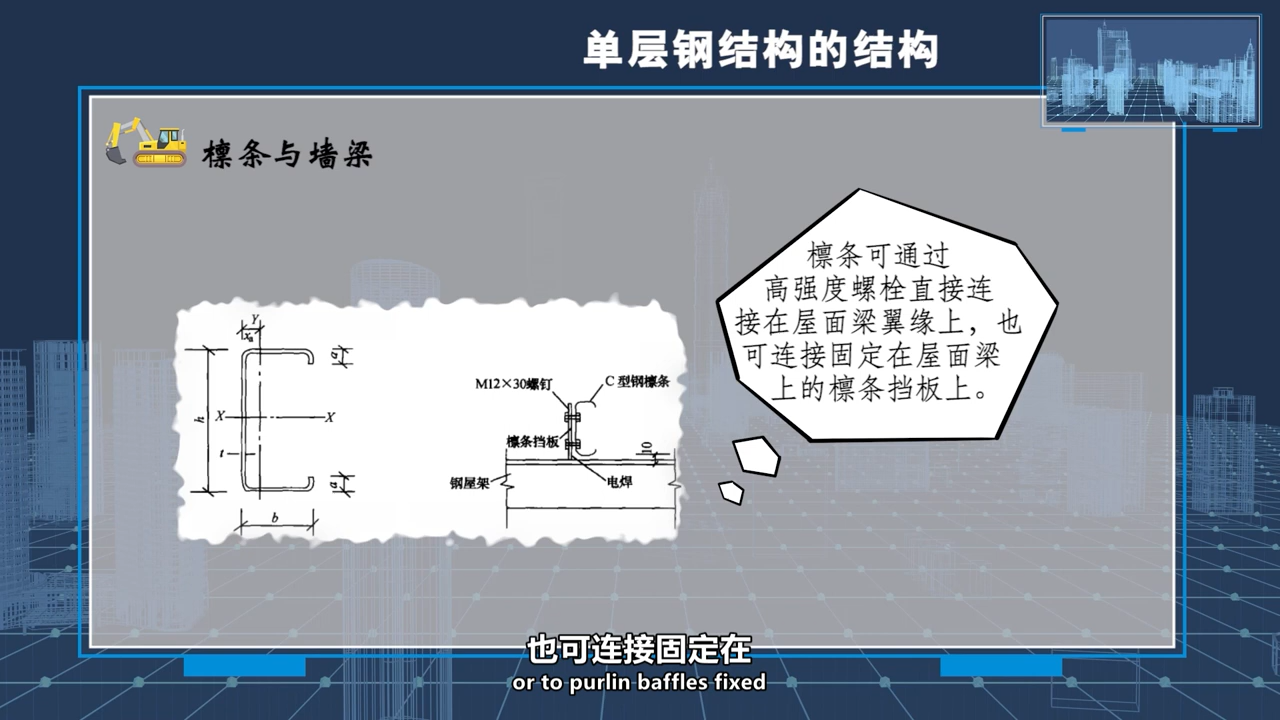 单层钢结构的结构
檩条与墙梁
檩条可通过
高强度螺栓直接连
接在屋面梁翼缘上，也
可连接固定在屋面梁
上的檩条挡板上。
Y
a
X
X
h
t
a
b
M12×30螺钉
C 型钢檩条
檩条挡板
10
钢屋架
电焊
也可连接固定在
or to purlin baffles fixed